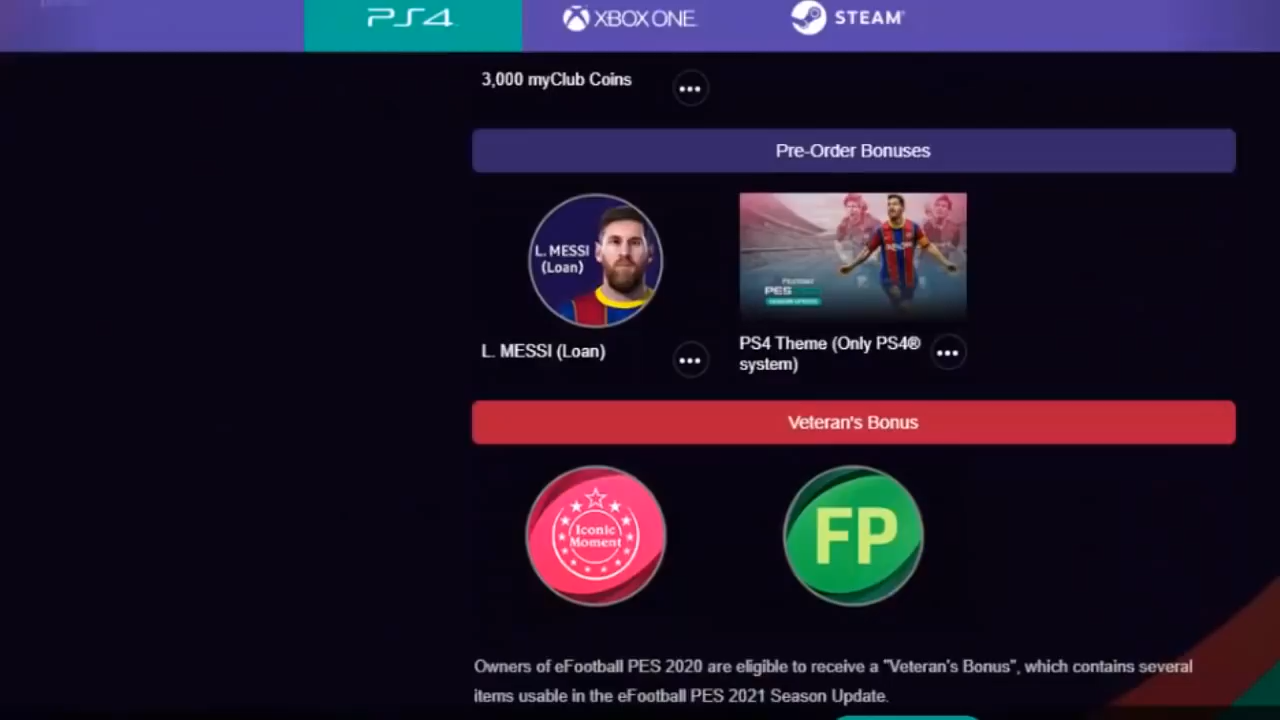 PS4
XBOX ONE
STEAM
3,000 myClub Coins
Pre-Order Bonuses
L. MESSI
(Loan)
PES
L. MESSI (Loan)
PS4 Theme (Only PS4®
system)
Veteran's Bonus
Iconic
Moment
FP
Owners of eFootball PES 2020 are eligible to receive a "Veteran's Bonus", which contains several
items usable in the eFootball PES 2021 Season Update.